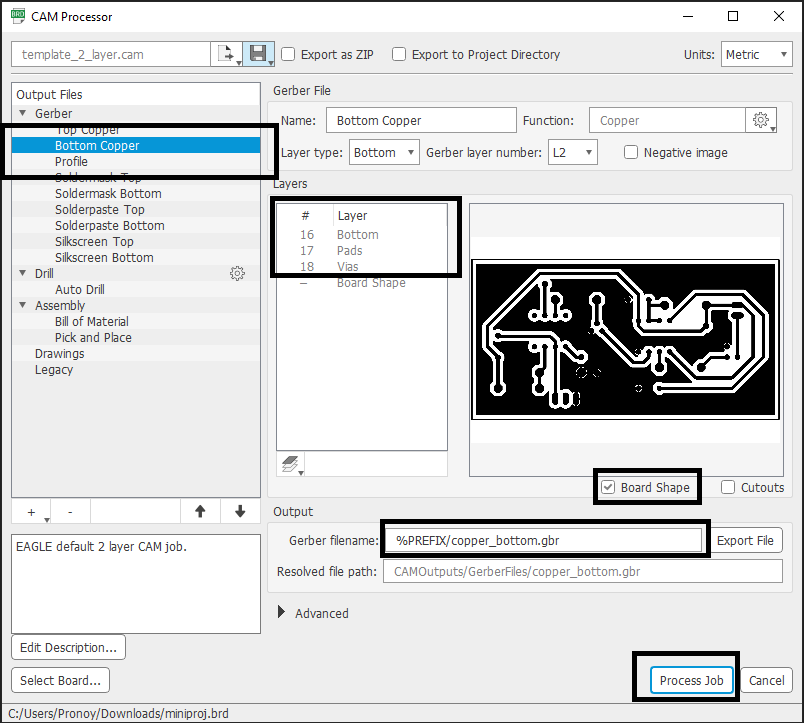 CAM Processor
template_2_layer.cam
Export as ZIP
Export to Project Directory
Units:
Metric
Output Files
Gerber
Top Copper
Bottom Copper
Profile
Soldermask Top
Soldermask Bottom
Solderpaste Top
Solderpaste Bottom
Silkscreen Top
Silkscreen Bottom
Drill
Auto Drill
Assembly
Bill of Material
Pick and Place
Drawings
Legacy
+ -
EAGLE default 2 layer CAM job.
Edit Description...
Select Board...
Gerber File
Name: Bottom Copper Function: Copper
Layer type: Bottom Gerber layer number: L2 Negative image
Layers
# Layer
16 Bottom
17 Pads
18 Vias
– Board Shape
Board Shape Cutouts
Output
Gerber filename: %PREFIX/copper_bottom.gbr Export File
Resolved file path: CAMOutputs/GerberFiles/copper_bottom.gbr
Advanced
Process Job Cancel
C:/Users/Pronoy/Downloads/miniproj.brd